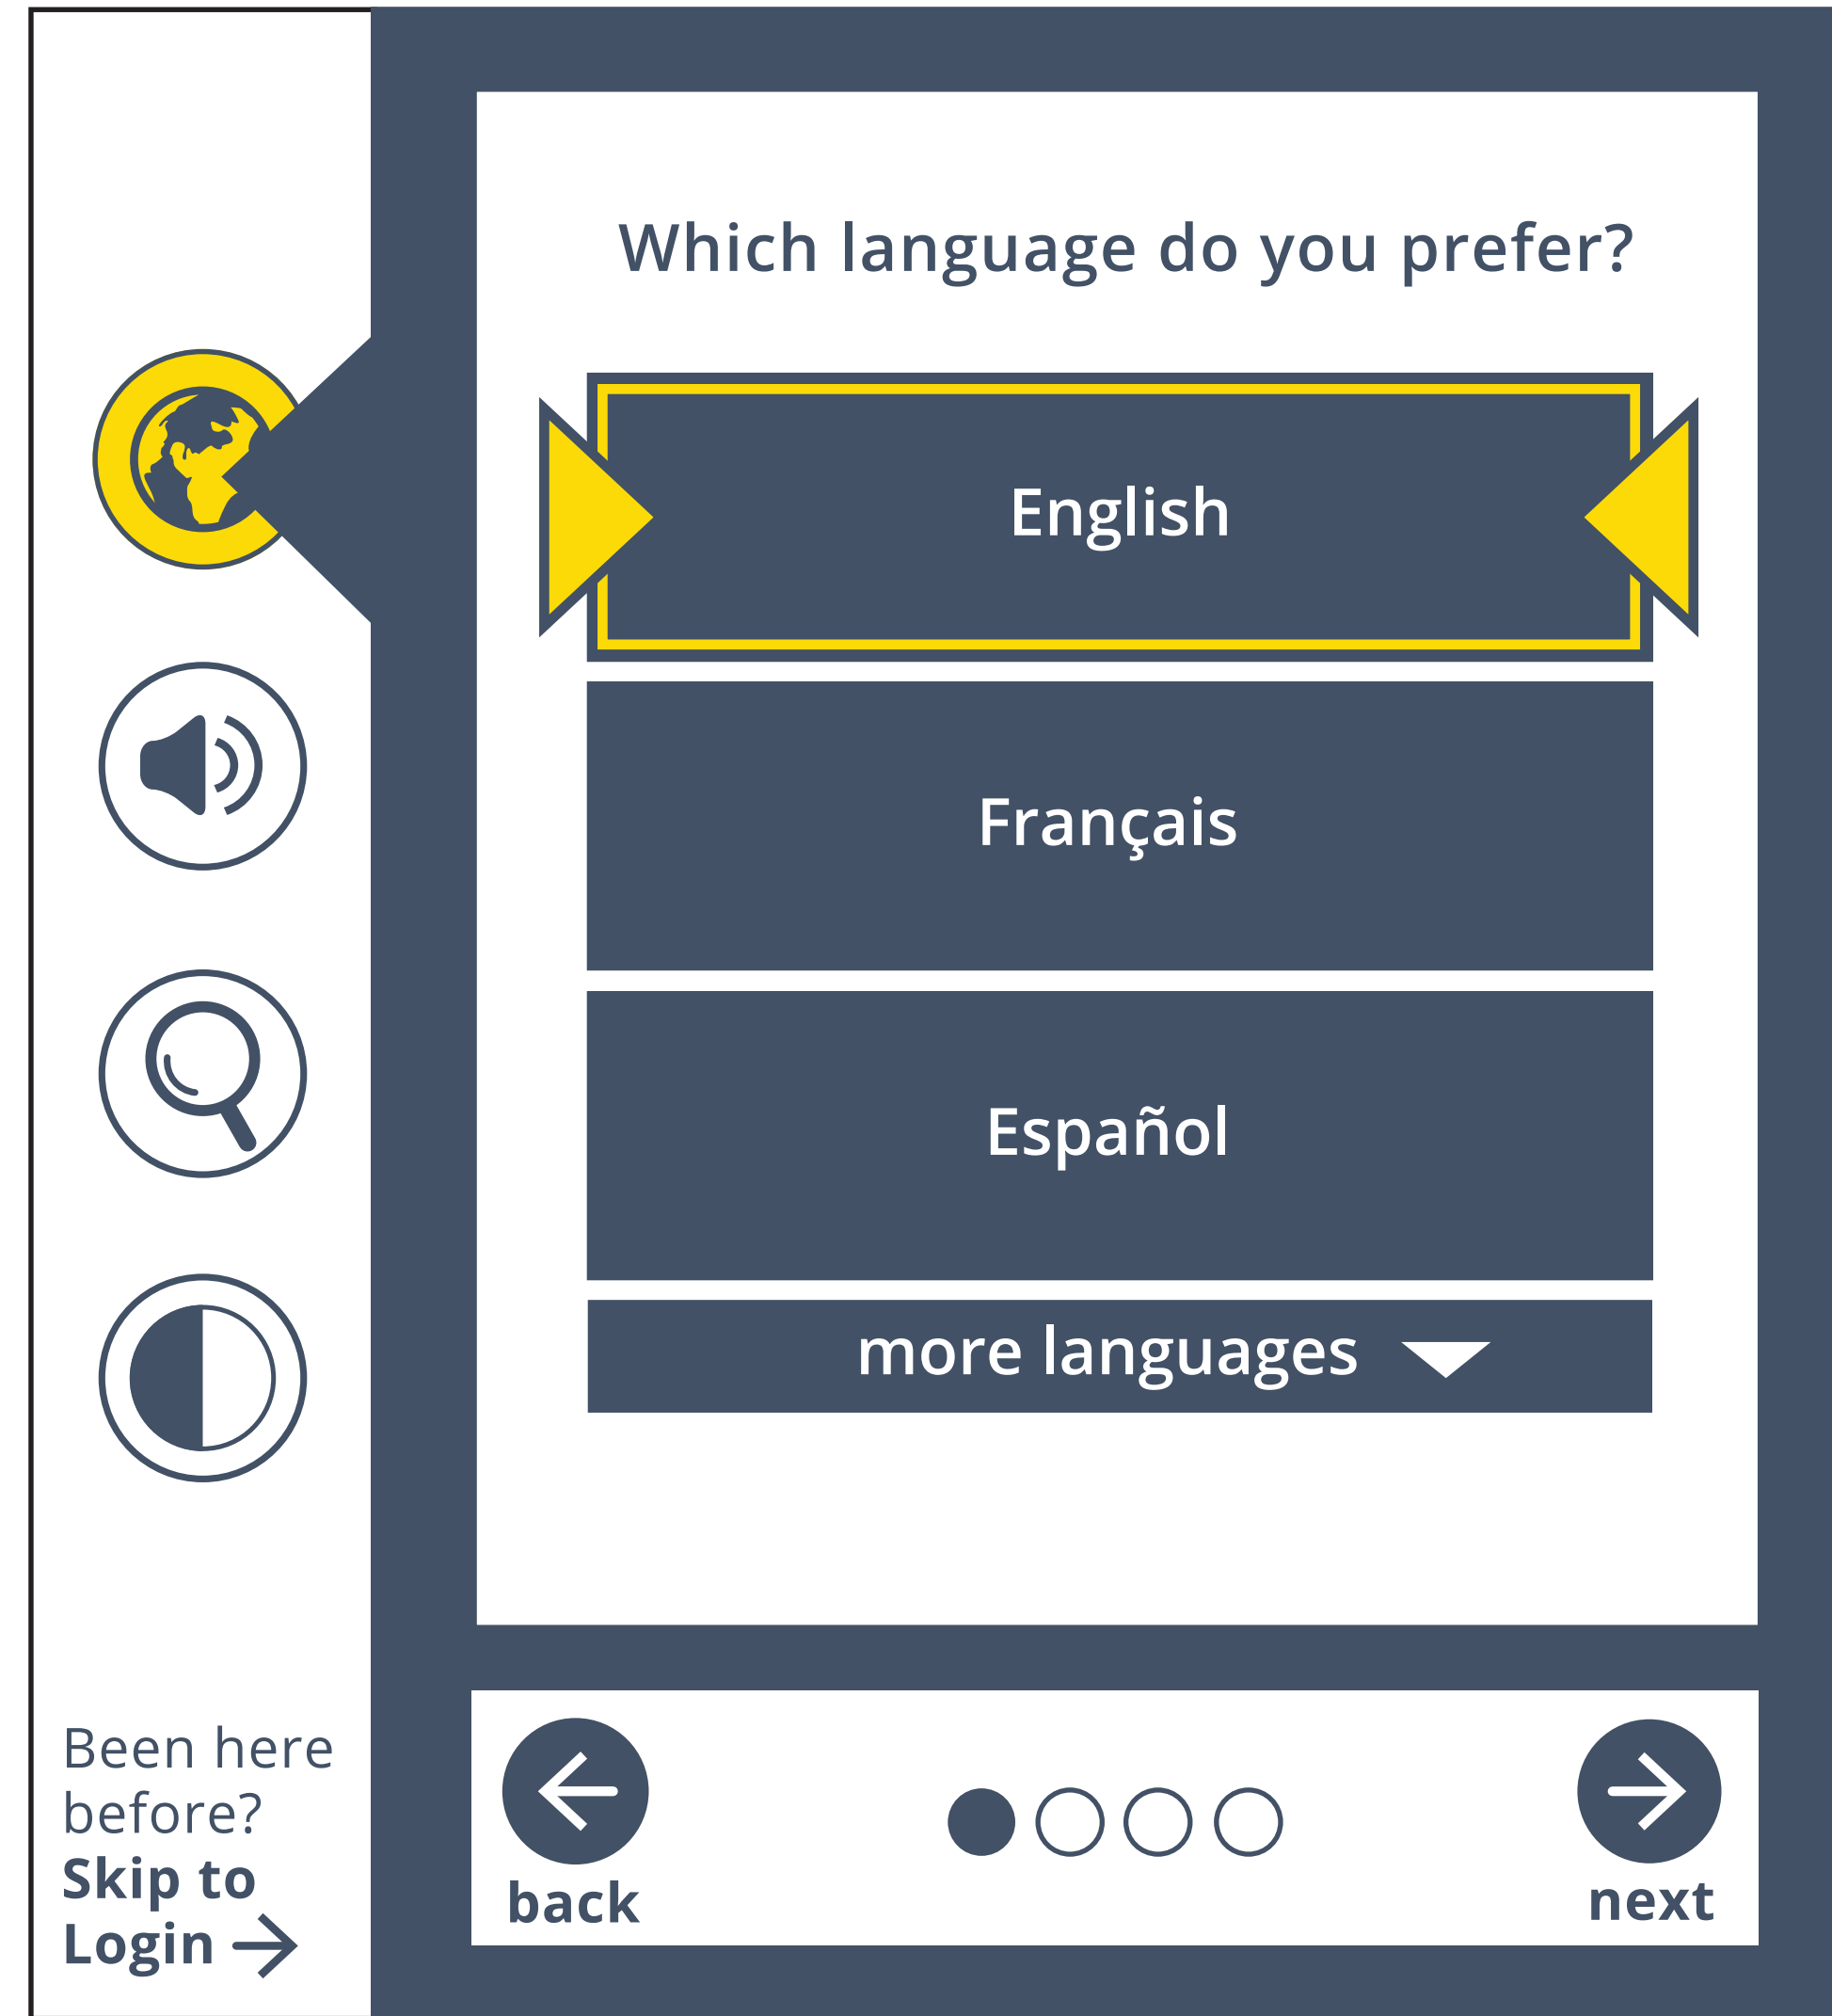 Which language do you prefer?
English
Français
Español
more languages
Been here
before?
Skip to
Login
back
next